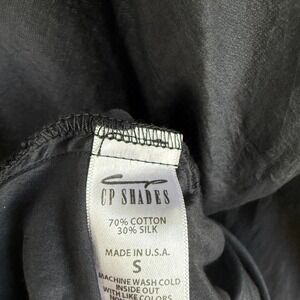 CP SHADES
70% COTTON
30% SILK
MADE IN U.S.A.
S
MACHINE WASH COLD
INSIDE OUT
WITH LIKE COLORS